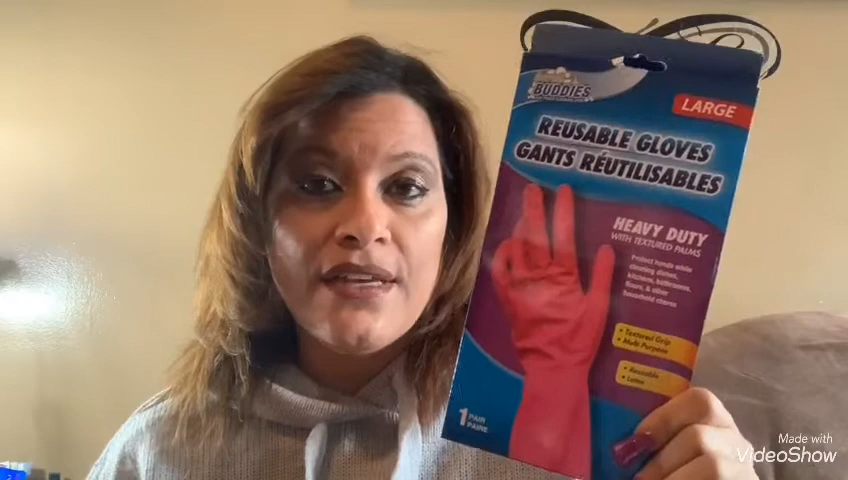 BUDDIES
LARGE
REUSABLE GLOVES
GANTS RÉUTILISABLES
HEAVY DUTY
WITH TEXTURED PALMS
Protect hands while
cleaning dishes,
kitchens, bathrooms,
floors, & other
household chores
• Textured Grip
• Multi Purpose
• Reusable
• Latex
1 PAIR
PAIRE
Made with
VideoShow